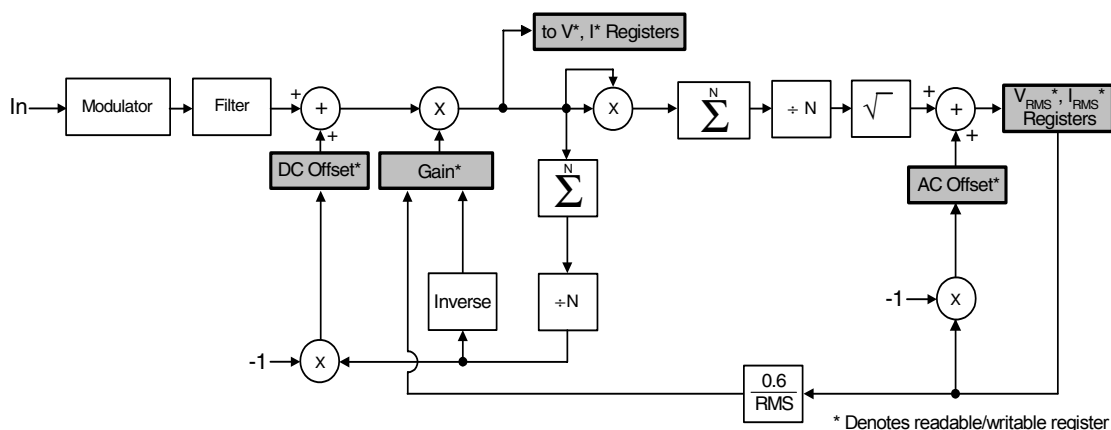 to V*, I* Registers
In
Modulator
Filter
+
+
+
X
X
N
Σ
÷ N
√
+
+
+
V_RMS*, I_RMS*
Registers
DC Offset*
Gain*
N
Σ
AC Offset*
Inverse
÷N
-1
X
-1
X
0.6
RMS
* Denotes readable/writable register